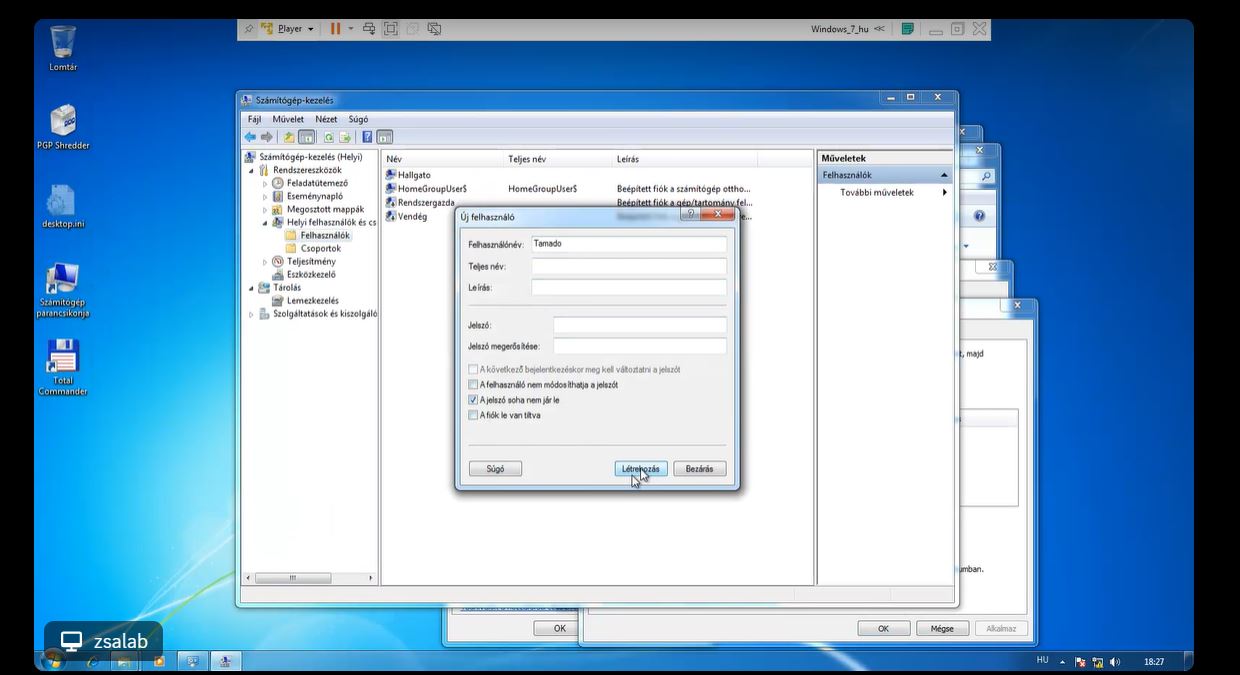 Player
Windows_7_hu
Lomtár
PGP Shredder
desktop.ini
Számítógép
parancsikonja
Total
Commander
Számítógép-kezelés
Fájl Művelet Nézet Súgó
Számítógép-kezelés (Helyi)
Rendszereszközök
Feladatütemező
Eseménynapló
Megosztott mappák
Helyi felhasználók és cs
Felhasználók
Csoportok
Teljesítmény
Eszközkezelő
Tárolás
Lemezkezelés
Szolgáltatások és kiszolgáló
Név Teljes név Leírás
Hallgato
HomeGroupUser$ HomeGroupUser$ Beépített fiók a számítógép ottho...
Rendszergazda Beépített fiók a gép/tartomány fel...
Vendég
Műveletek
Felhasználók
További műveletek
Új felhasználó
Felhasználónév: Tamado
Teljes név:
Leírás:
Jelszó:
Jelszó megerősítése:
A következő bejelentkezéskor meg kell változtatni a jelszót
A felhasználó nem módosíthatja a jelszót
A jelszó soha nem jár le
A fiók le van tiltva
Súgó Létrehozás Bezárás
t, majd
umban.
OK
OK Mégse Alkalmaz
zsalab
HU 18:27